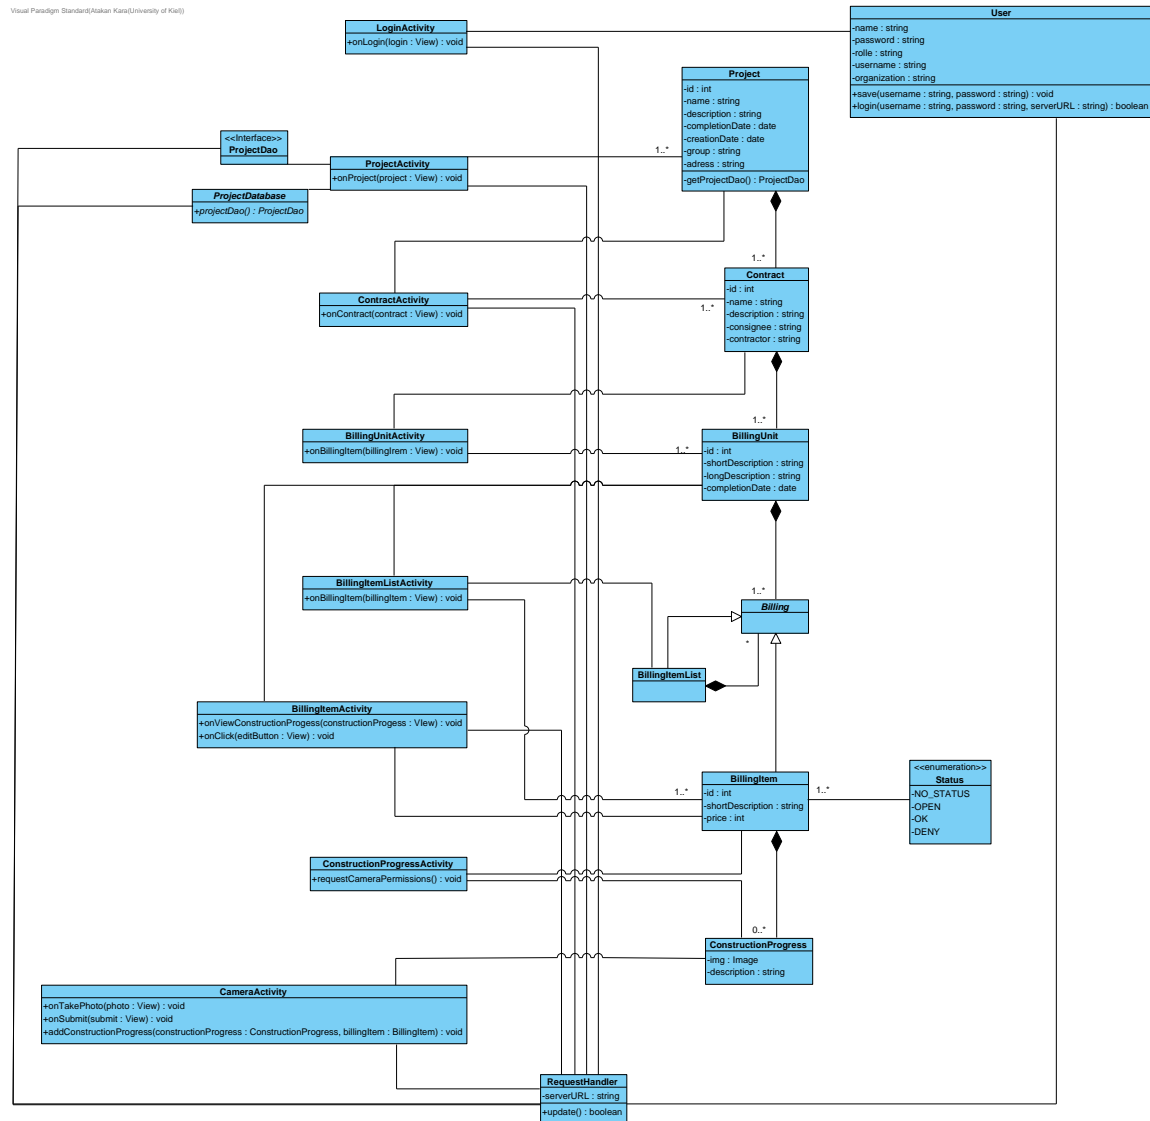 Visual Paradigm Standard(Atakan Kara(University of Kiel))
LoginActivity
+onLogin(login : View) : void
User
-name : string
-password : string
-rolle : string
-username : string
-organization : string
+save(username : string, password : string) : void
+login(username : string, password : string, serverURL : string) : boolean
Project
-id : int
-name : string
-description : string
-completionDate : date
-creationDate : date
-group : string
-adress : string
-getProjectDao() : ProjectDao
<<Interface>>
ProjectDao
ProjectActivity
+onProject(project : View) : void
1..*
ProjectDatabase
+projectDao() : ProjectDao
1..*
Contract
-id : int
-name : string
-description : string
-consignee : string
-contractor : string
ContractActivity
+onContract(contract : View) : void
1..*
1..*
BillingUnitActivity
+onBillingItem(billingIrem : View) : void
1..*
BillingUnit
-id : int
-shortDescription : string
-longDescription : string
-completionDate : date
BillingItemListActivity
+onBillingItem(billingItem : View) : void
1..*
Billing
*
BillingItemList
BillingItemActivity
+onViewConstructionProgess(constructionProgess : VIew) : void
+onClick(editButton : View) : void
1..*
BillingItem
-id : int
-shortDescription : string
-price : int
1..*
<<enumeration>>
Status
-NO_STATUS
-OPEN
-OK
-DENY
ConstructionProgressActivity
+requestCameraPermissions() : void
0..*
ConstructionProgress
-img : Image
-description : string
CameraActivity
+onTakePhoto(photo : View) : void
+onSubmit(submit : View) : void
+addConstructionProgress(constructionProgress : ConstructionProgress, billingItem : BillingItem) : void
RequestHandler
-serverURL : string
+update() : boolean